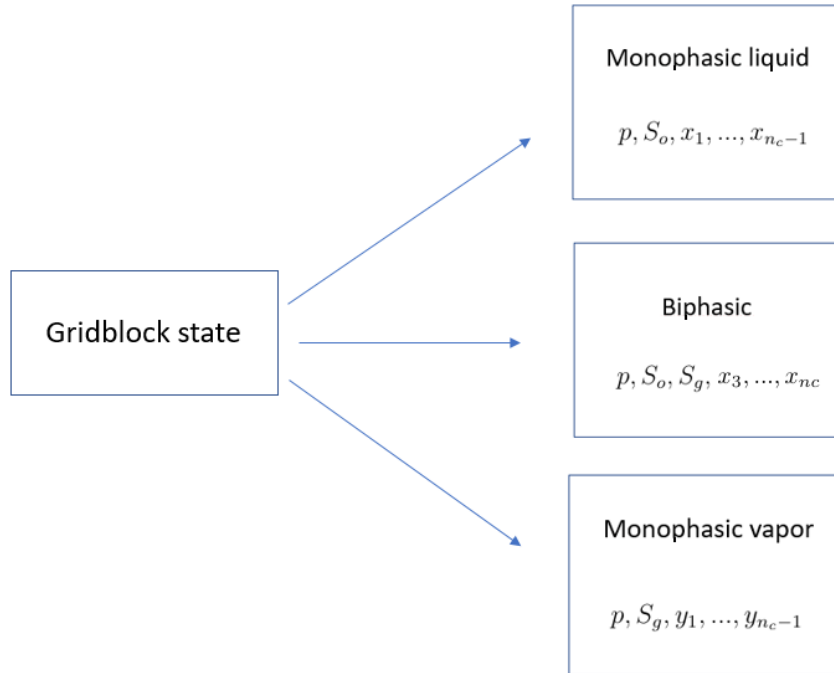 Monophasic liquid
p, S_o, x_1, ..., x_{n_c-1}
Gridblock state
Biphasic
p, S_o, S_g, x_3, ..., x_{nc}
Monophasic vapor
p, S_g, y_1, ..., y_{n_c-1}